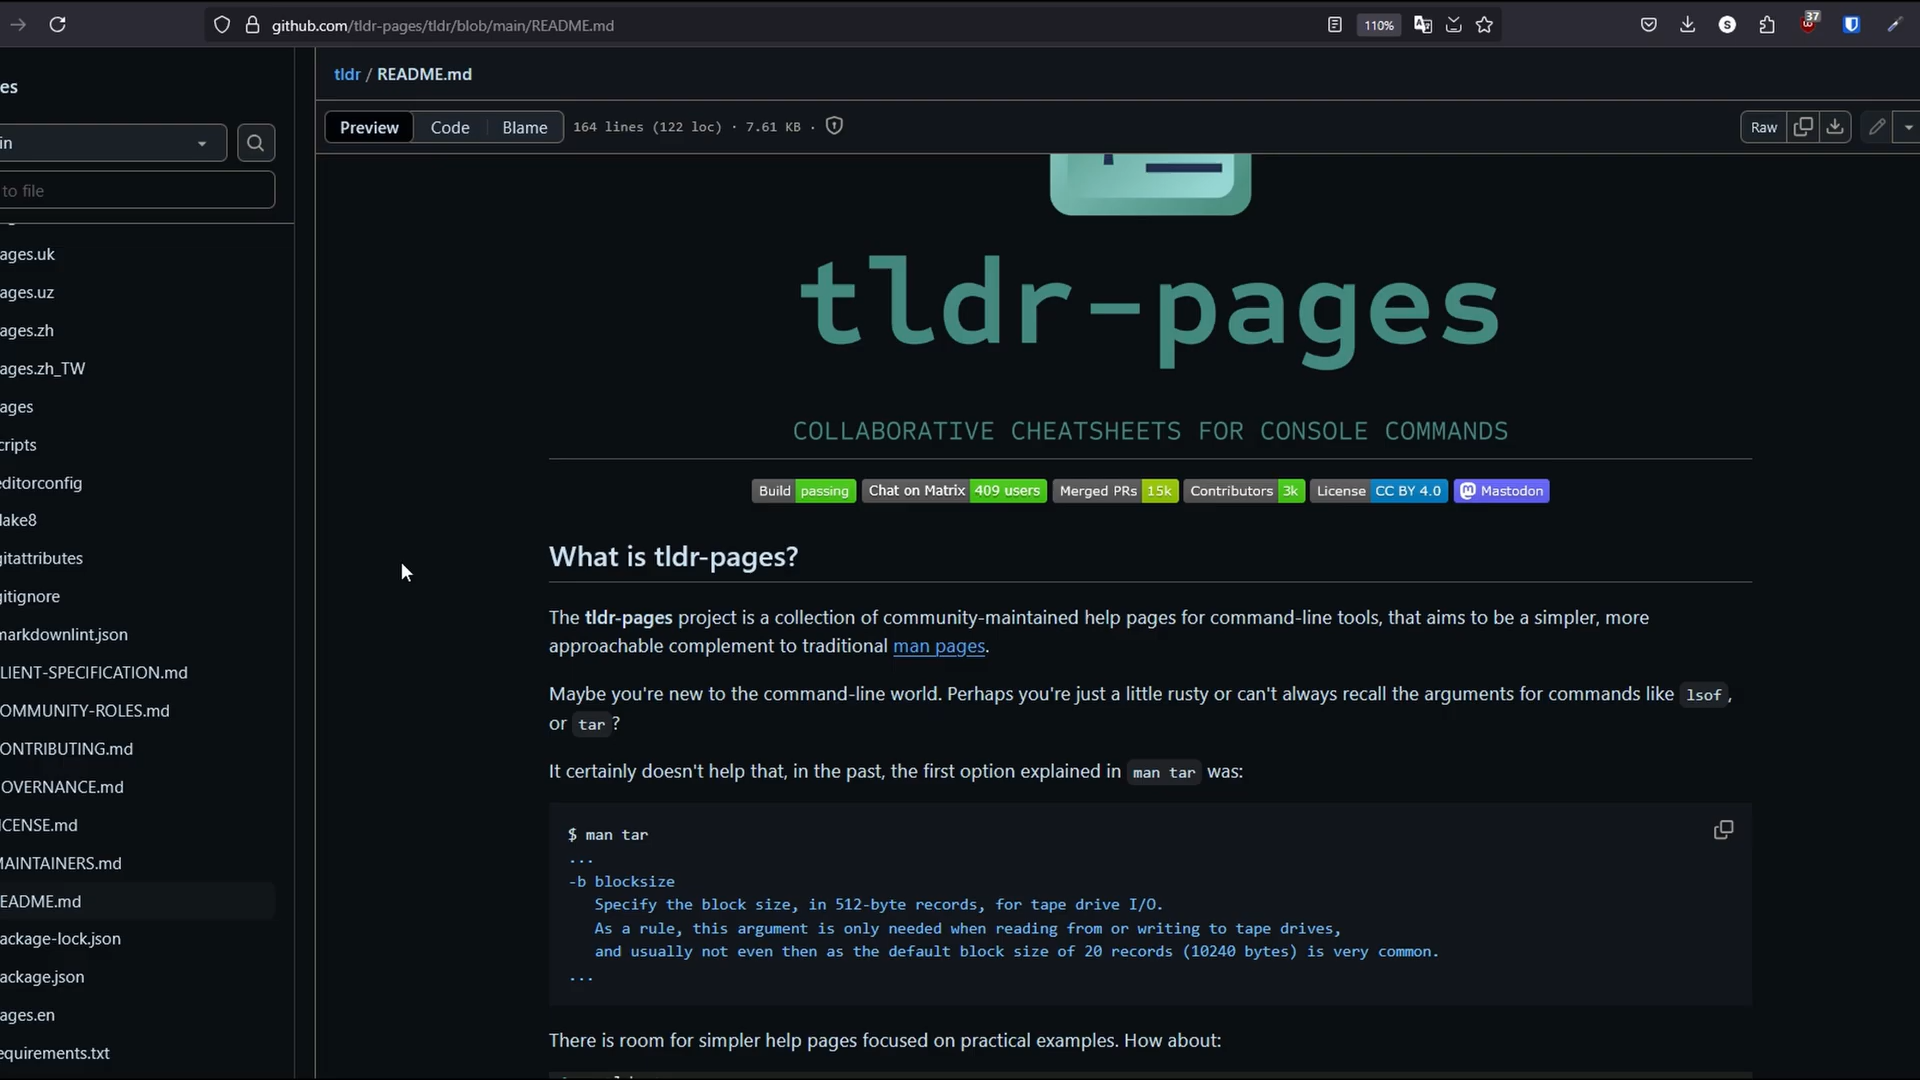 github.com/tldr-pages/tldr/blob/main/README.md
110%
37
es
in
to file
ages.uk
ages.uz
ages.zh
ages.zh_TW
ages
cripts
editorconfig
lake8
gitattributes
gitignore
markdownlint.json
LIENT-SPECIFICATION.md
OMMUNITY-ROLES.md
ONTRIBUTING.md
OVERNANCE.md
ICENSE.md
MAINTAINERS.md
EADME.md
ackage-lock.json
ackage.json
ages.en
equirements.txt
tldr / README.md
Preview Code Blame 164 lines (122 loc) · 7.61 KB · Raw
tldr-pages
COLLABORATIVE CHEATSHEETS FOR CONSOLE COMMANDS
Build passing Chat on Matrix 409 users Merged PRs 15k Contributors 3k License CC BY 4.0 Mastodon
What is tldr-pages?
The tldr-pages project is a collection of community-maintained help pages for command-line tools, that aims to be a simpler, more
approachable complement to traditional man pages.
Maybe you're new to the command-line world. Perhaps you're just a little rusty or can't always recall the arguments for commands like lsof,
or tar?
It certainly doesn't help that, in the past, the first option explained in man tar was:
$ man tar
...
-b blocksize
Specify the block size, in 512-byte records, for tape drive I/O.
As a rule, this argument is only needed when reading from or writing to tape drives,
and usually not even then as the default block size of 20 records (10240 bytes) is very common.
...
There is room for simpler help pages focused on practical examples. How about: